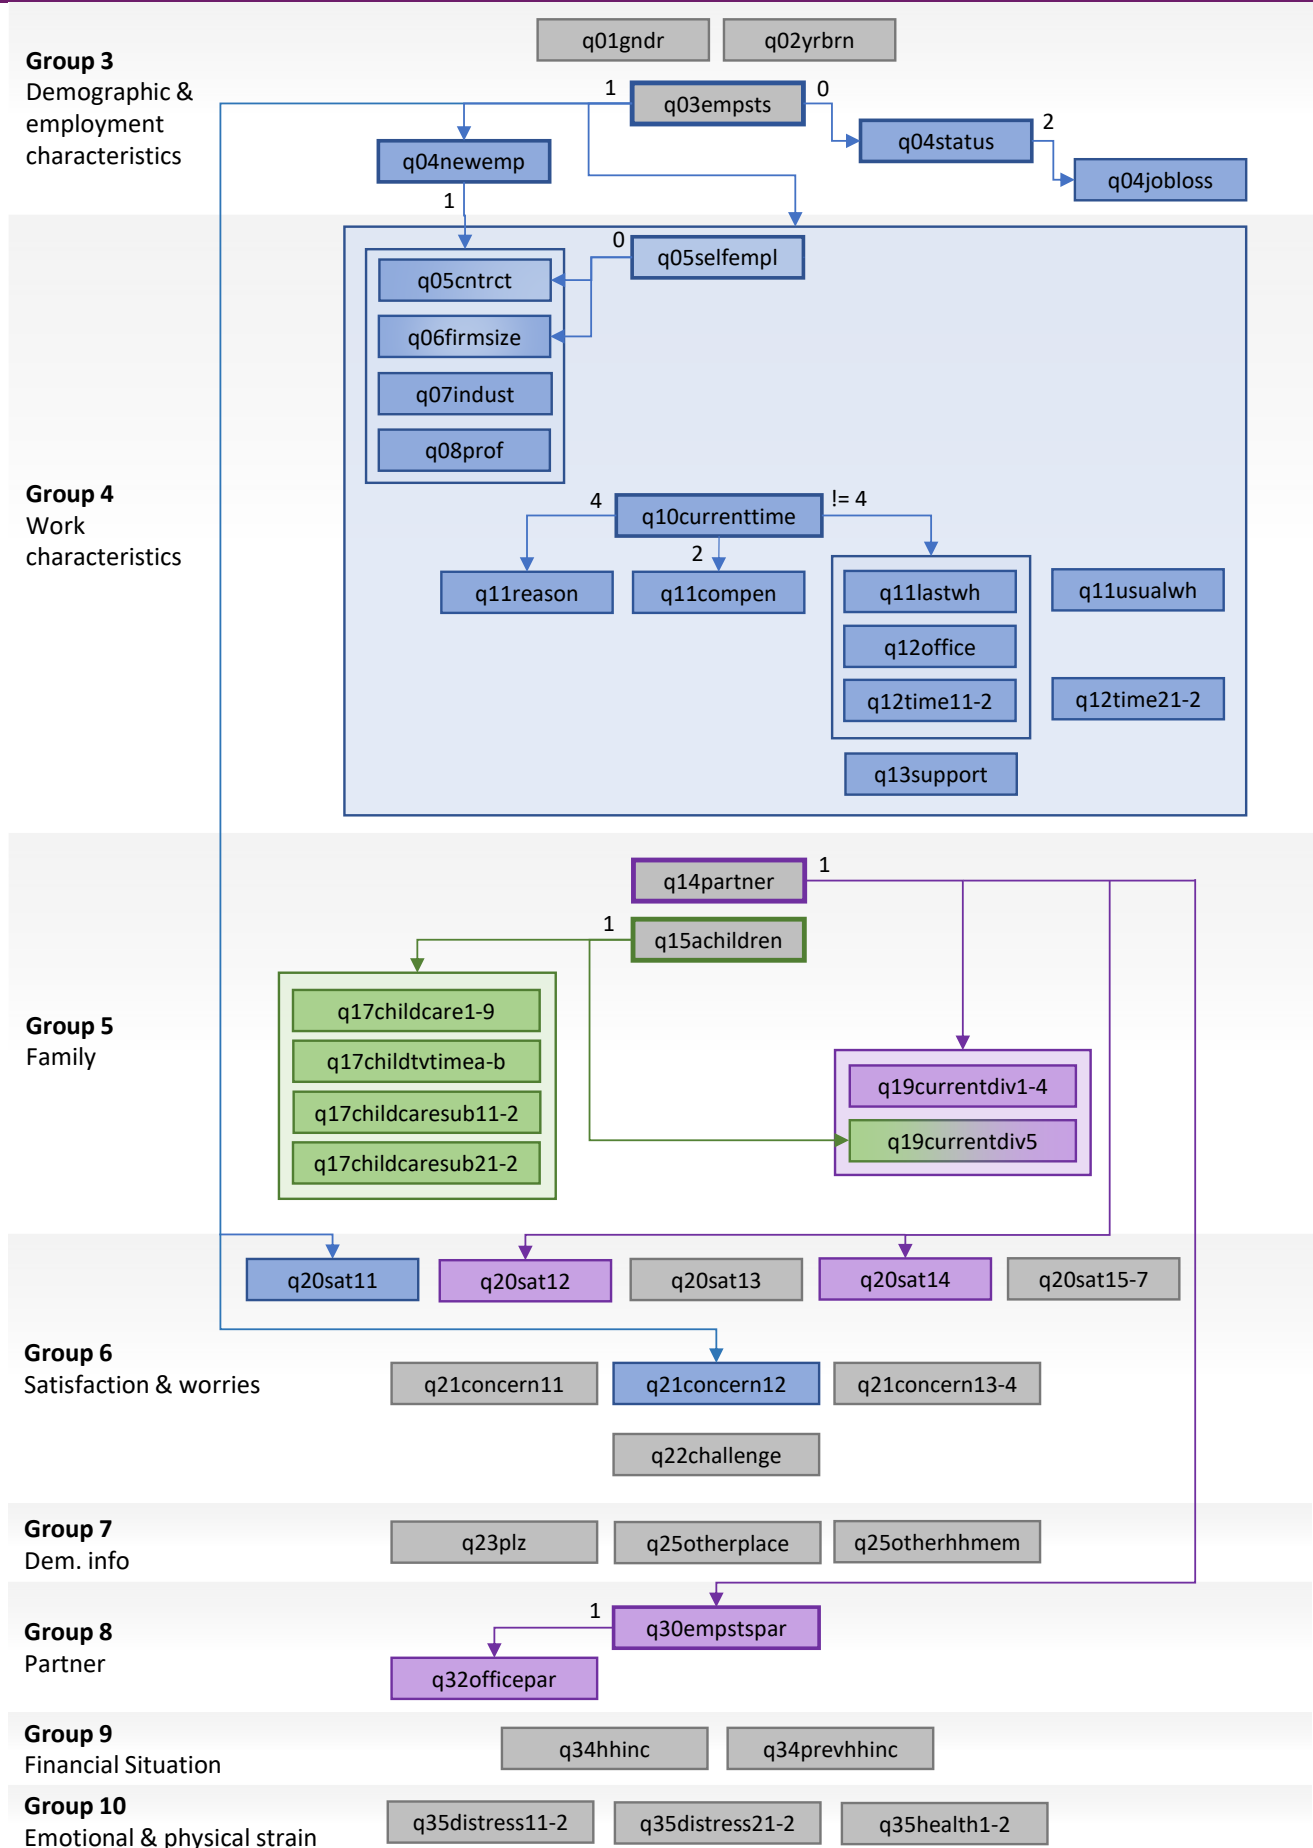 q01gndr
q02yrbrn
Group 3
Demographic &
employment
characteristics
1
q03empsts
0
q04status
2
q04newemp
q04jobloss
1
0
q05selfempl
q05cntrct
q06firmsize
q07indust
q08prof
Group 4
Work
characteristics
4
q10currenttime
!= 4
2
q11reason
q11compen
q11lastwh
q11usualwh
q12office
q12time11-2
q12time21-2
q13support
q14partner
1
1
q15achildren
Group 5
Family
q17childcare1-9
q17childtvtimea-b
q17childcaresub11-2
q17childcaresub21-2
q19currentdiv1-4
q19currentdiv5
q20sat11
q20sat12
q20sat13
q20sat14
q20sat15-7
Group 6
Satisfaction & worries
q21concern11
q21concern12
q21concern13-4
q22challenge
Group 7
Dem. info
q23plz
q25otherplace
q25otherhhmem
Group 8
Partner
1
q30empstspar
q32officepar
Group 9
Financial Situation
q34hhinc
q34prevhhinc
Group 10
Emotional & physical strain
q35distress11-2
q35distress21-2
q35health1-2